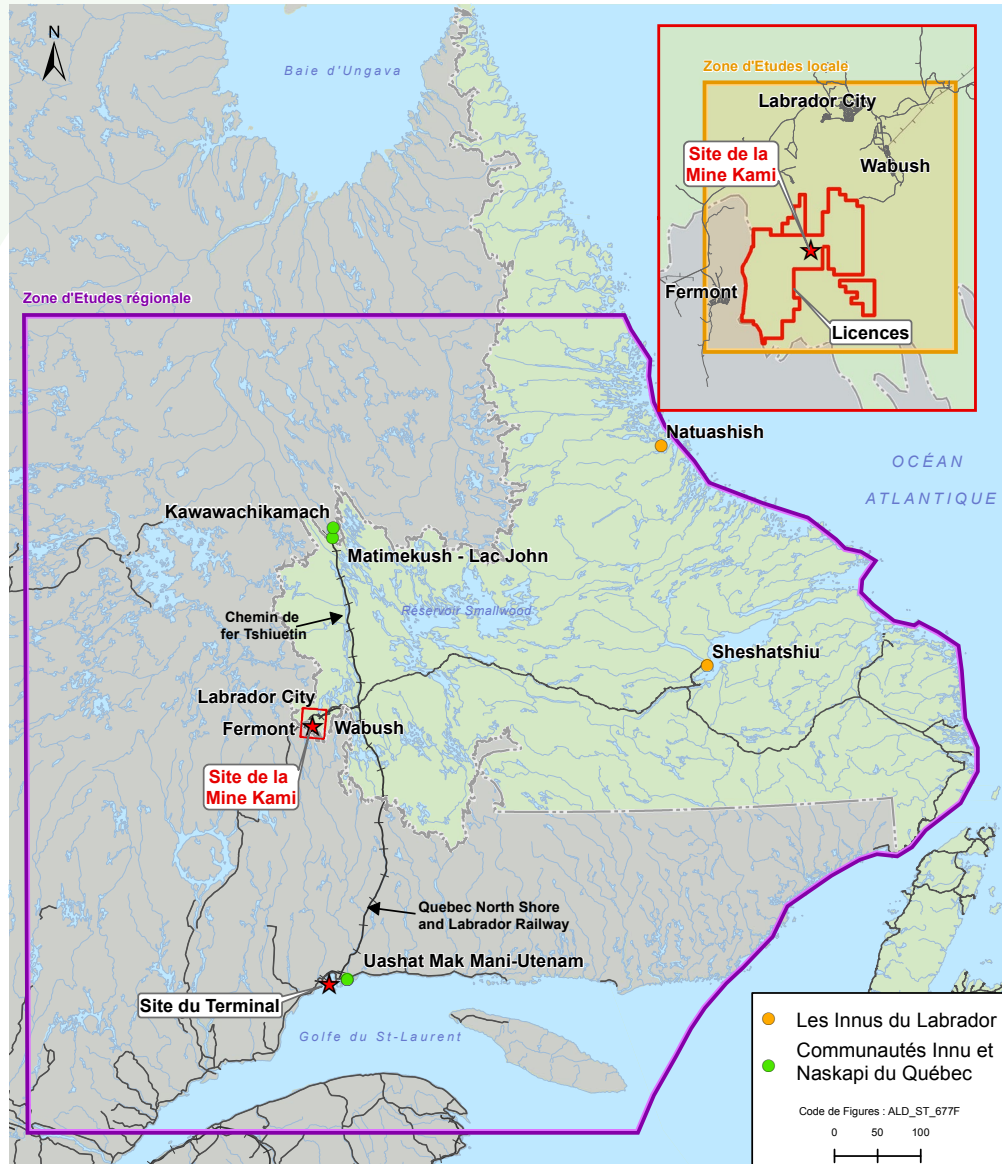 N
Baie d'Ungava
Zone d'Etudes locale
Labrador City
Wabush
Site de la
Mine Kami
Fermont
Licences
Zone d'Etudes régionale
Natuashish
OCÉAN
ATLANTIQUE
Kawawachikamach
Matimekush - Lac John
Chemin de
fer Tshiuetin
Réservoir Smallwood
Sheshatshiu
Labrador City
Fermont
Wabush
Site de la
Mine Kami
Quebec North Shore
and Labrador Railway
Uashat Mak Mani-Utenam
Site du Terminal
Golfe du St-Laurent
Les Innus du Labrador
Communautés Innu et
Naskapi du Québec
Code de Figures : ALD_ST_677F
0 50 100